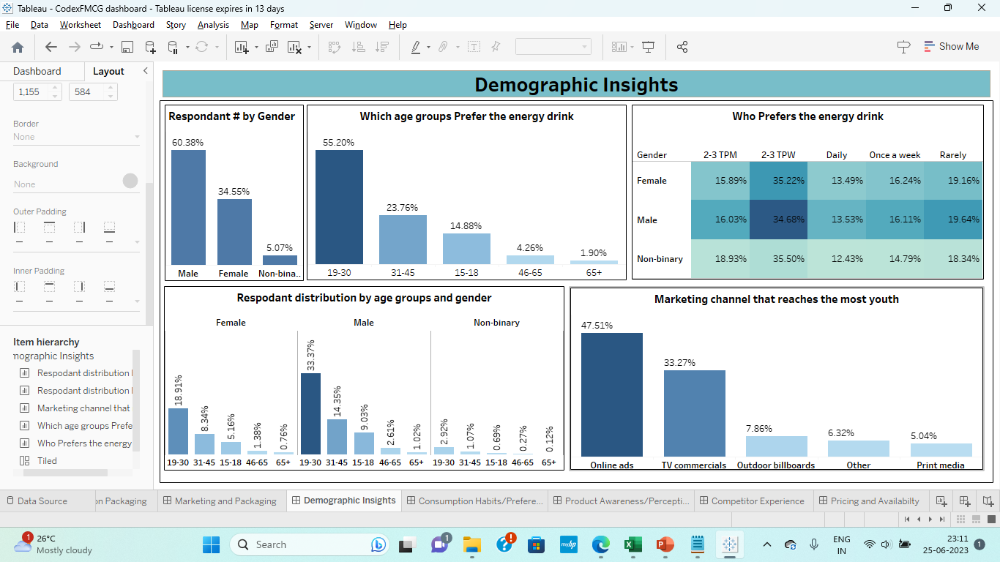 Tableau - CodexFMCG dashboard - Tableau license expires in 13 days
File Data Worksheet Dashboard Story Analysis Map Format Server Window Help
Show Me
Dashboard Layout
1,155 584
Border
None
Background
None
Outer Padding
Inner Padding
Item hierarchy
nographic Insights
Respodant distribution
Respodant distribution
Marketing channel that
Which age groups Prefe
Who Prefers the energy
Tiled
Demographic Insights
Respondant # by Gender
60.38%
34.55%
5.07%
Male Female Non-bina..
Which age groups Prefer the energy drink
55.20%
23.76%
14.88%
4.26%
1.90%
19-30 31-45 15-18 46-65 65+
Who Prefers the energy drink
Gender 2-3 TPM 2-3 TPW Daily Once a week Rarely
Female 15.89% 35.22% 13.49% 16.24% 19.16%
Male 16.03% 34.68% 13.53% 16.11% 19.64%
Non-binary 18.93% 35.50% 12.43% 14.79% 18.34%
Respodant distribution by age groups and gender
Female Male Non-binary
18.91% 8.34% 5.16% 1.38% 0.76% 33.37% 14.35% 9.03% 2.61% 1.02% 2.92% 1.07% 0.69% 0.27% 0.12%
19-30 31-45 15-18 46-65 65+ 19-30 31-45 15-18 46-65 65+ 19-30 31-45 15-18 46-65 65+
Marketing channel that reaches the most youth
47.51%
33.27%
7.86%
6.32%
5.04%
Online ads TV commercials Outdoor billboards Other Print media
Data Source on Packaging Marketing and Packaging Demographic Insights Consumption Habits/Prefere... Product Awareness/Percepti... Competitor Experience Pricing and Availabilty
1
26°C
Mostly cloudy
Search
1
!
myhp
ENG
IN
23:11
25-06-2023
1